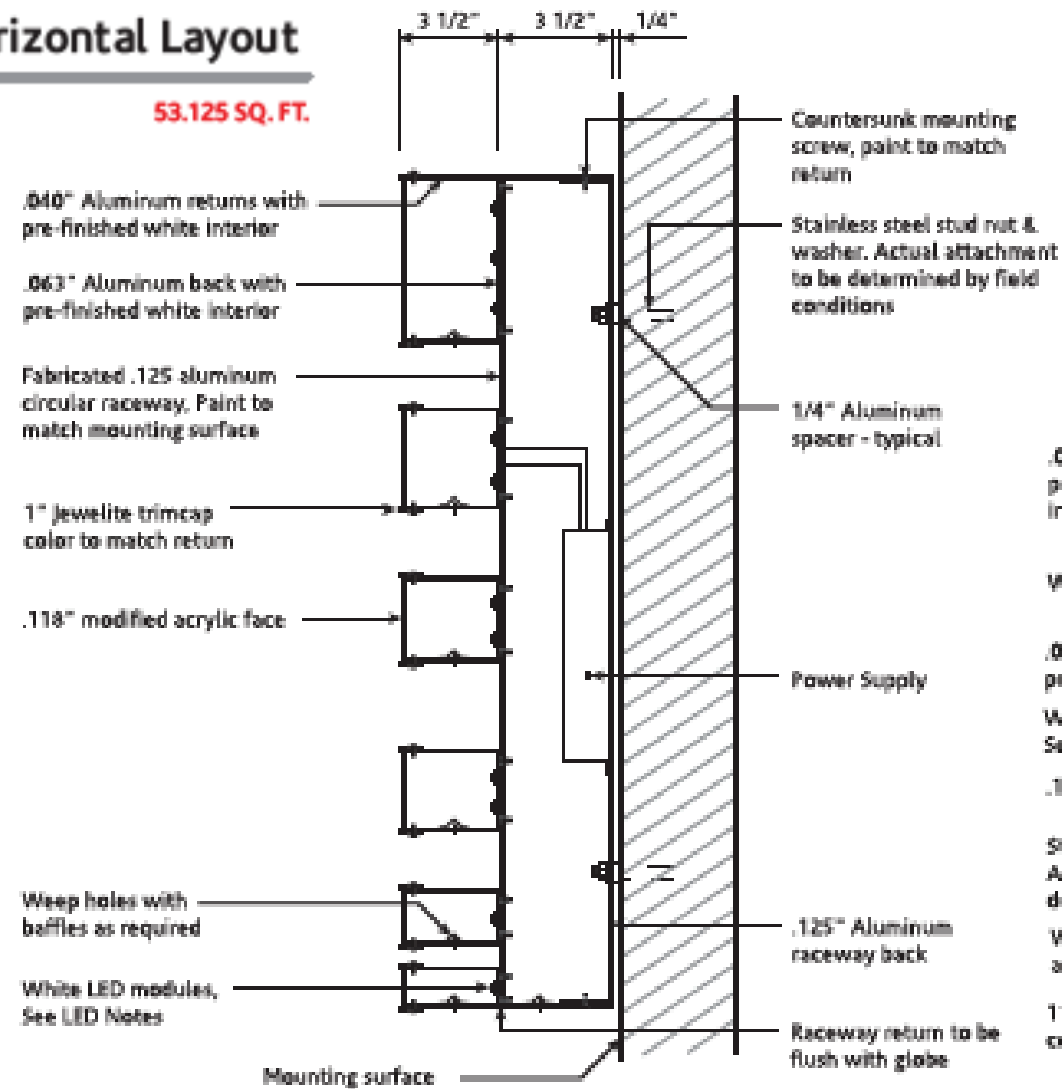 rizontal Layout
53.125 SQ. FT.
3 1/2"
3 1/2"
1/4"
.040" Aluminum returns with
pre-finished white interior
.063" Aluminum back with
pre-finished white interior
Fabricated .125 aluminum
circular raceway. Paint to
match mounting surface
1" Jewelite trimcap
color to match return
.118" modified acrylic face
Weep holes with
baffles as required
White LED modules,
See LED Notes
Mounting surface
Countersunk mounting
screw, paint to match
return
Stainless steel stud nut &
washer. Actual attachment
to be determined by field
conditions
1/4" Aluminum
spacer - typical
Power Supply
.125" Aluminum
raceway back
Raceway return to be
flush with globe